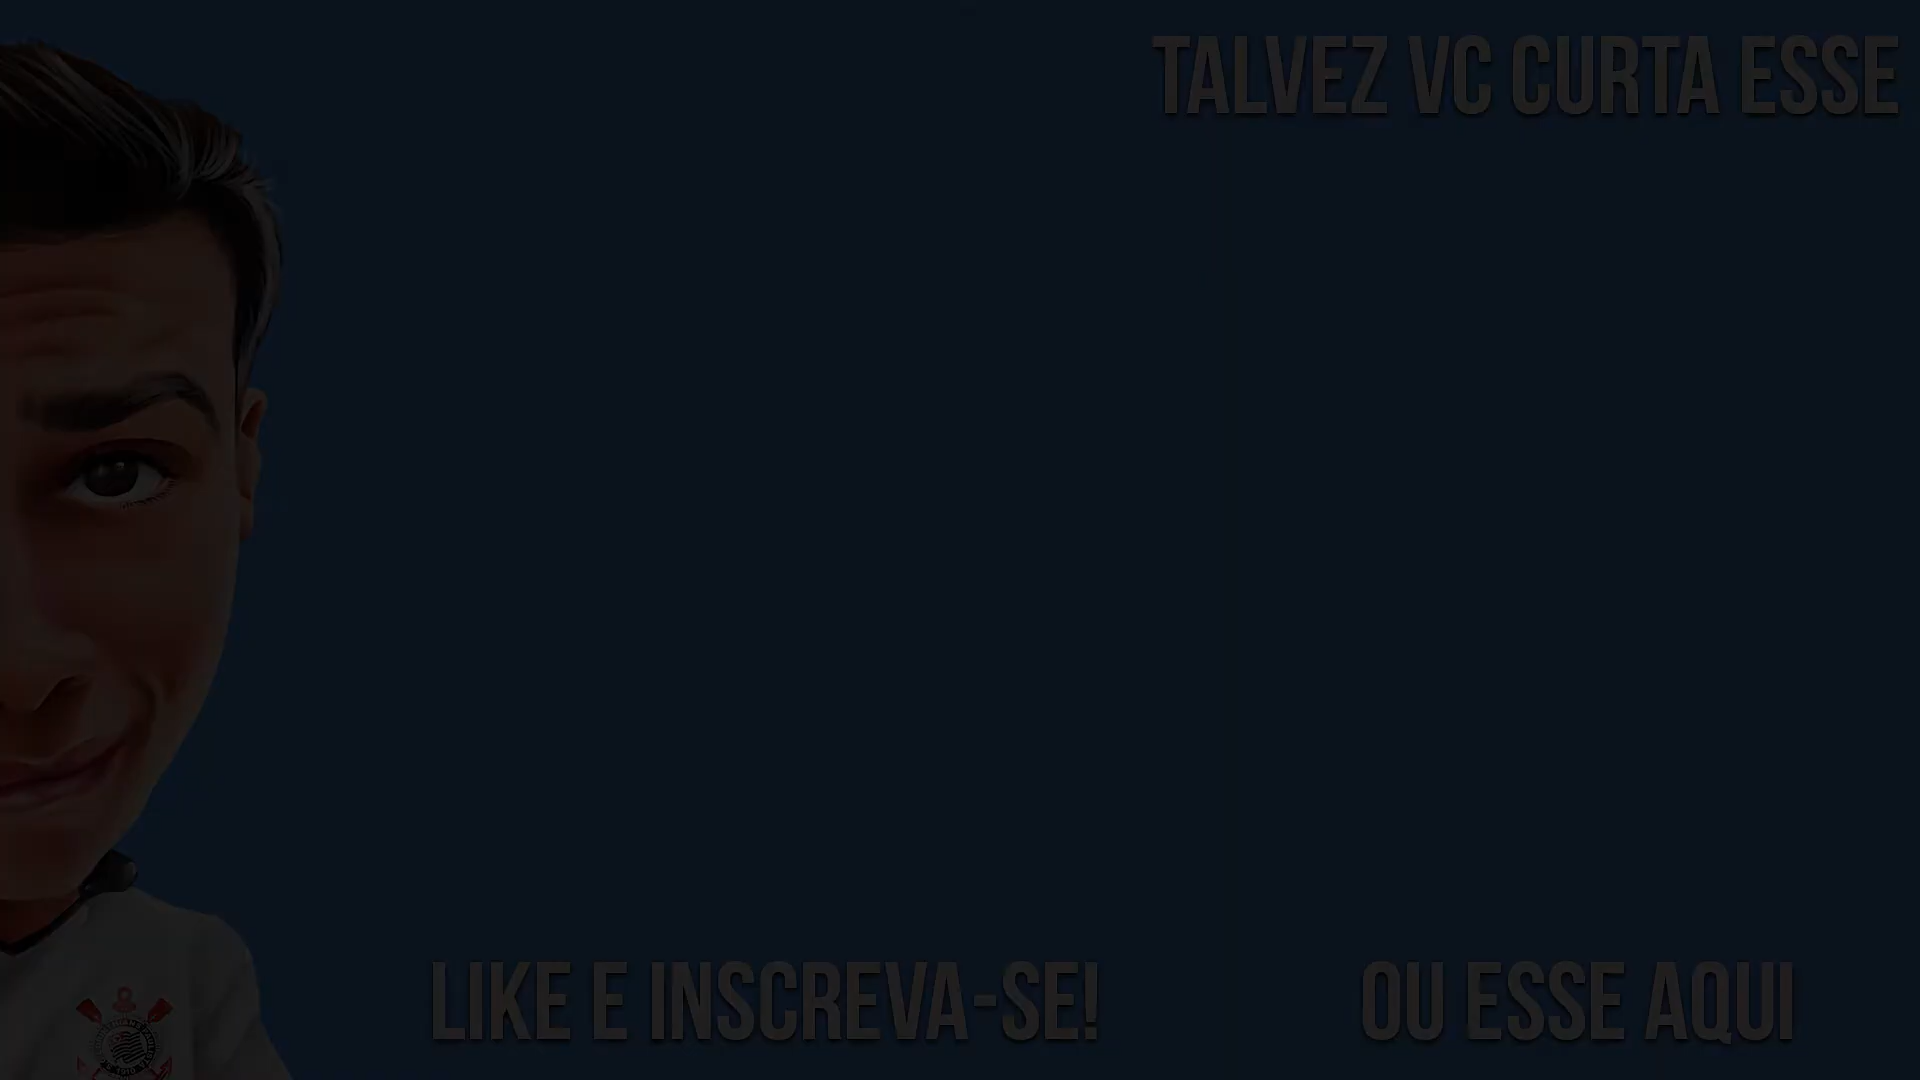 TALVEZ VC CURTA ESSE
LIKE E INSCREVA-SE!
OU ESSE AQUI